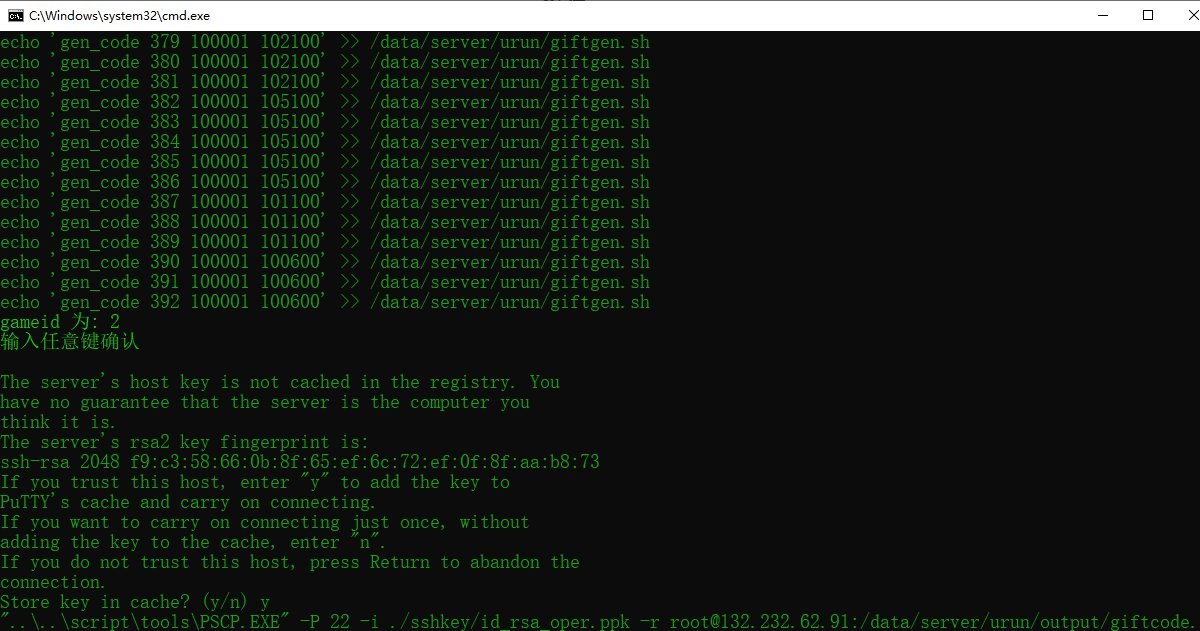 C:\Windows\system32\cmd.exe
echo 'gen_code 379 100001 102100' >> /data/server/urun/giftgen.sh
echo 'gen_code 380 100001 102100' >> /data/server/urun/giftgen.sh
echo 'gen_code 381 100001 102100' >> /data/server/urun/giftgen.sh
echo 'gen_code 382 100001 105100' >> /data/server/urun/giftgen.sh
echo 'gen_code 383 100001 105100' >> /data/server/urun/giftgen.sh
echo 'gen_code 384 100001 105100' >> /data/server/urun/giftgen.sh
echo 'gen_code 385 100001 105100' >> /data/server/urun/giftgen.sh
echo 'gen_code 386 100001 105100' >> /data/server/urun/giftgen.sh
echo 'gen_code 387 100001 101100' >> /data/server/urun/giftgen.sh
echo 'gen_code 388 100001 101100' >> /data/server/urun/giftgen.sh
echo 'gen_code 389 100001 101100' >> /data/server/urun/giftgen.sh
echo 'gen_code 390 100001 100600' >> /data/server/urun/giftgen.sh
echo 'gen_code 391 100001 100600' >> /data/server/urun/giftgen.sh
echo 'gen_code 392 100001 100600' >> /data/server/urun/giftgen.sh
gameid 为: 2
输入任意键确认
The server's host key is not cached in the registry. You
have no guarantee that the server is the computer you
think it is.
The server's rsa2 key fingerprint is:
ssh-rsa 2048 f9:c3:58:66:0b:8f:65:ef:6c:72:ef:0f:8f:aa:b8:73
If you trust this host, enter "y" to add the key to
PuTTY's cache and carry on connecting.
If you want to carry on connecting just once, without
adding the key to the cache, enter "n".
If you do not trust this host, press Return to abandon the
connection.
Store key in cache? (y/n) y
"..\..\script\tools\PSCP.EXE" -P 22 -i ./sshkey/id_rsa_oper.ppk -r root@132.232.62.91:/data/server/urun/output/giftcode.